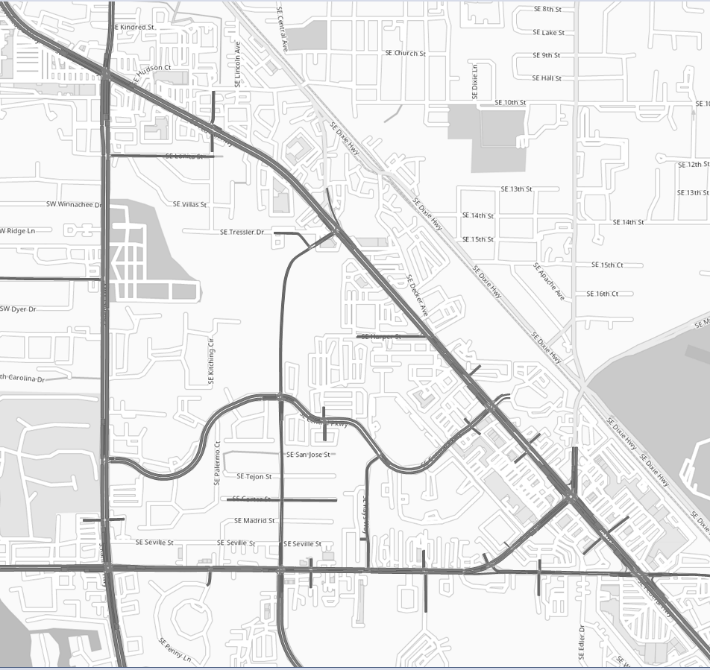 SE 8th St
SE Central Ave
E Kindred St.
SE Lake St
SE Lincoln Ave
SE Church St
SE 9th St
SE Dixie Ln
SE Hall St
SE 10th St
SE Dixie Hwy
SE 12th St
SW Winnachee Dr
SE Villas St
SE 13th St
SE 13th St
SE Dixie Hwy
SE 14th St
SE 14th St
W Ridge Ln
SE Tressler Dr
SE 15th St
SE 15th Ct
SE Apache Ave
SE Dixie Hwy
SE Decker Ave
SE 16th Ct
SW Dyer Dr
SE Dixie Hwy
SE Kitching Cir
th Carolina Dr
SE Dixie Hwy
SE Palermo Ct
SE San Jose St
SE Dixie Hwy
SE Tejon St
SE Madrid St
SE Seville St
SE Seville St
SE Seville St
SE Penny Ln
SE Edler Dr